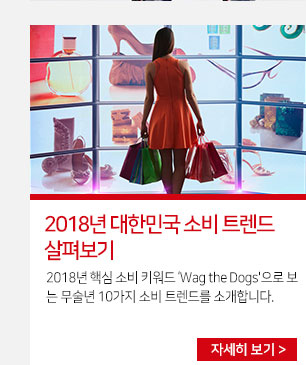 2018년 대한민국 소비 트렌드
살펴보기
2018년 핵심 소비 키워드 'Wag the Dogs'으로 보
는 무술년 10가지 소비 트렌드를 소개합니다.
자세히 보기 >